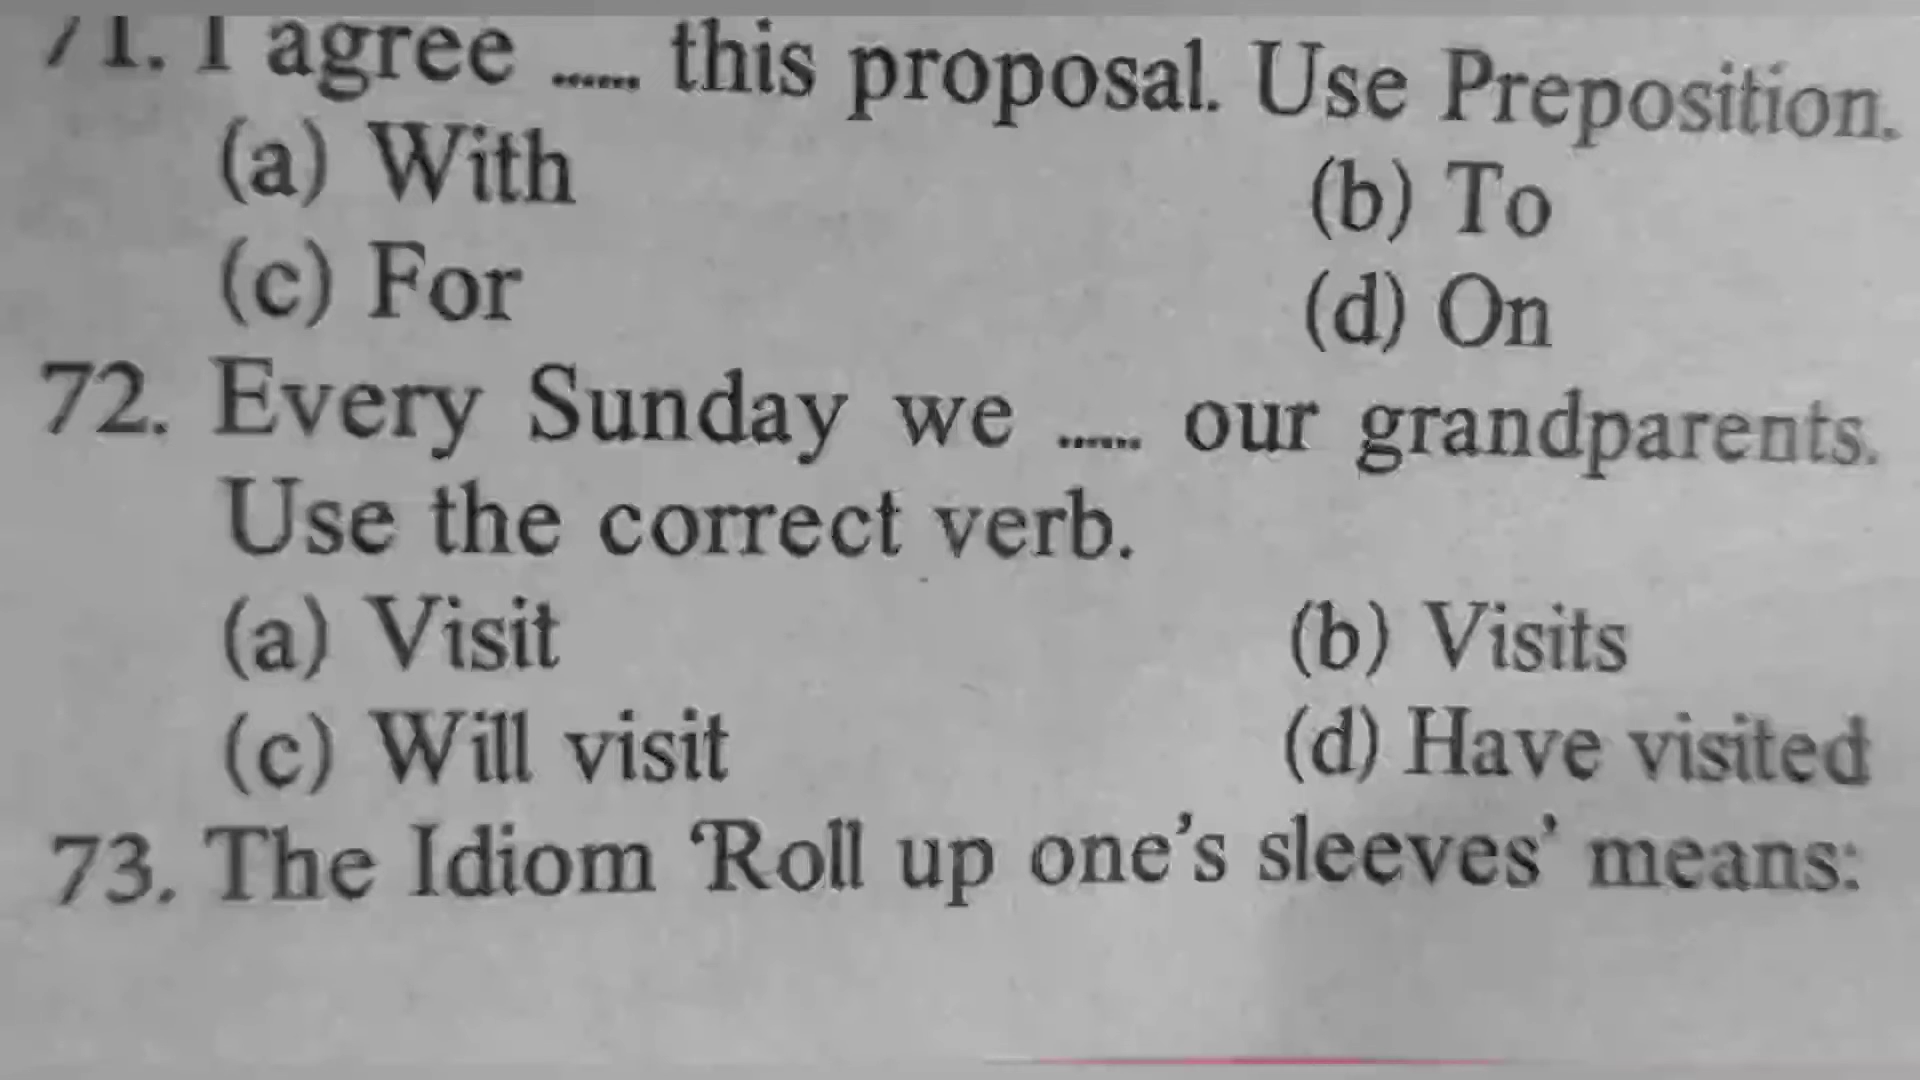 71. I agree ...... this proposal. Use Preposition.
(a) With (b) To
(c) For (d) On
72. Every Sunday we ...... our grandparents.
Use the correct verb.
(a) Visit (b) Visits
(c) Will visit (d) Have visited
73. The Idiom 'Roll up one's sleeves' means: